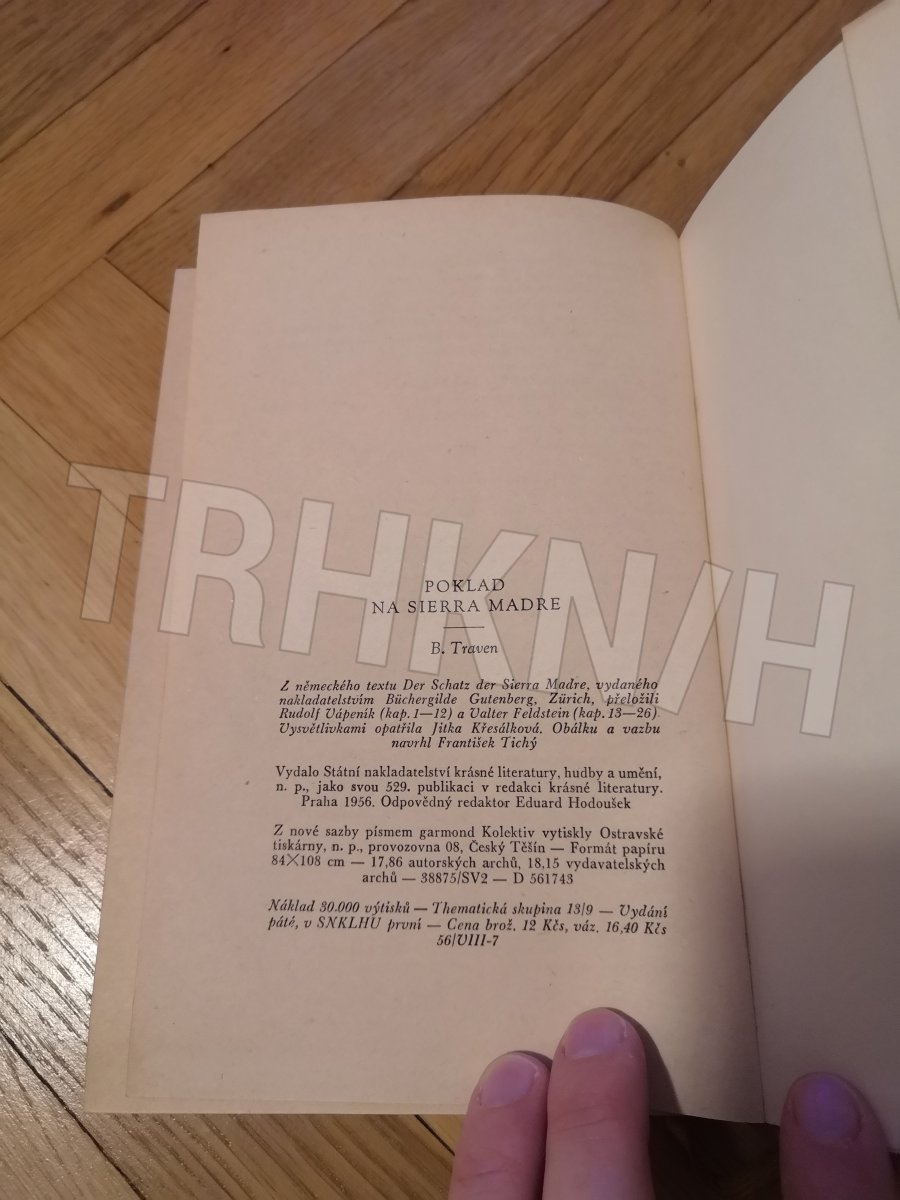 POKLAD
NA SIERRA MADRE
B. Traven
Z německého textu Der Schatz der Sierra Madre, vydaného
nakladatelstvím Büchergilde Gutenberg, Zürich, přeložili
Rudolf Vápeník (kap. 1—12) a Valter Feldstein (kap. 13—26).
Vysvětlivkami opatřila Jitka Křesálková. Obálku a vazbu
navrhl František Tichý
Vydalo Státní nakladatelství krásné literatury, hudby a umění,
n. p., jako svou 529. publikaci v redakci krásné literatury.
Praha 1956. Odpovědný redaktor Eduard Hodoušek
Z nové sazby písmem garmond Kolektiv vytiskly Ostravské
tiskárny, n. p., provozovna 08, Český Těšín — Formát papíru
84×108 cm — 17,86 autorských archů, 18,15 vydavatelských
archů — 38875/SV2 — D 561743
Náklad 30.000 výtisků — Thematická skupina 13/9 — Vydání
páté, v SNKLHU první — Cena brož. 12 Kčs, váz. 16,40 Kčs
56/VIII-7
TRHKN/H